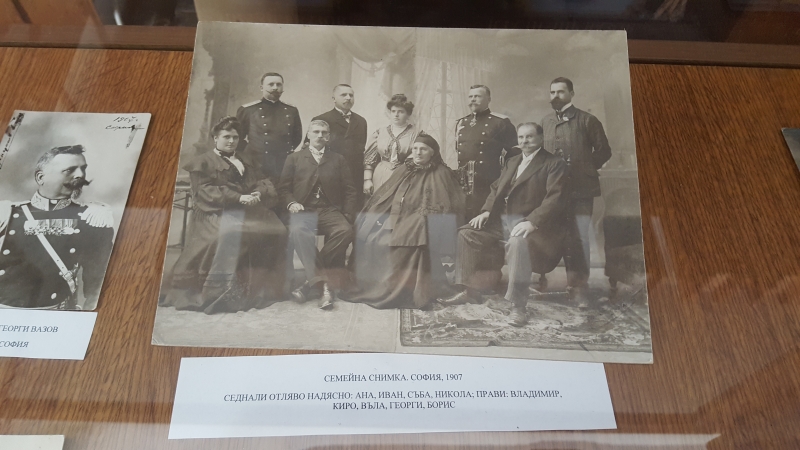 1917 г.
ГЕОРГИ ВАЗОВ
СОФИЯ
СЕМЕЙНА СНИМКА. СОФИЯ, 1907
СЕДНАЛИ ОТЛЯВО НАДЯСНО: АНА, ИВАН, СЪБА, НИКОЛА; ПРАВИ: ВЛАДИМИР,
КИРО, ВЪЛА, ГЕОРГИ, БОРИС